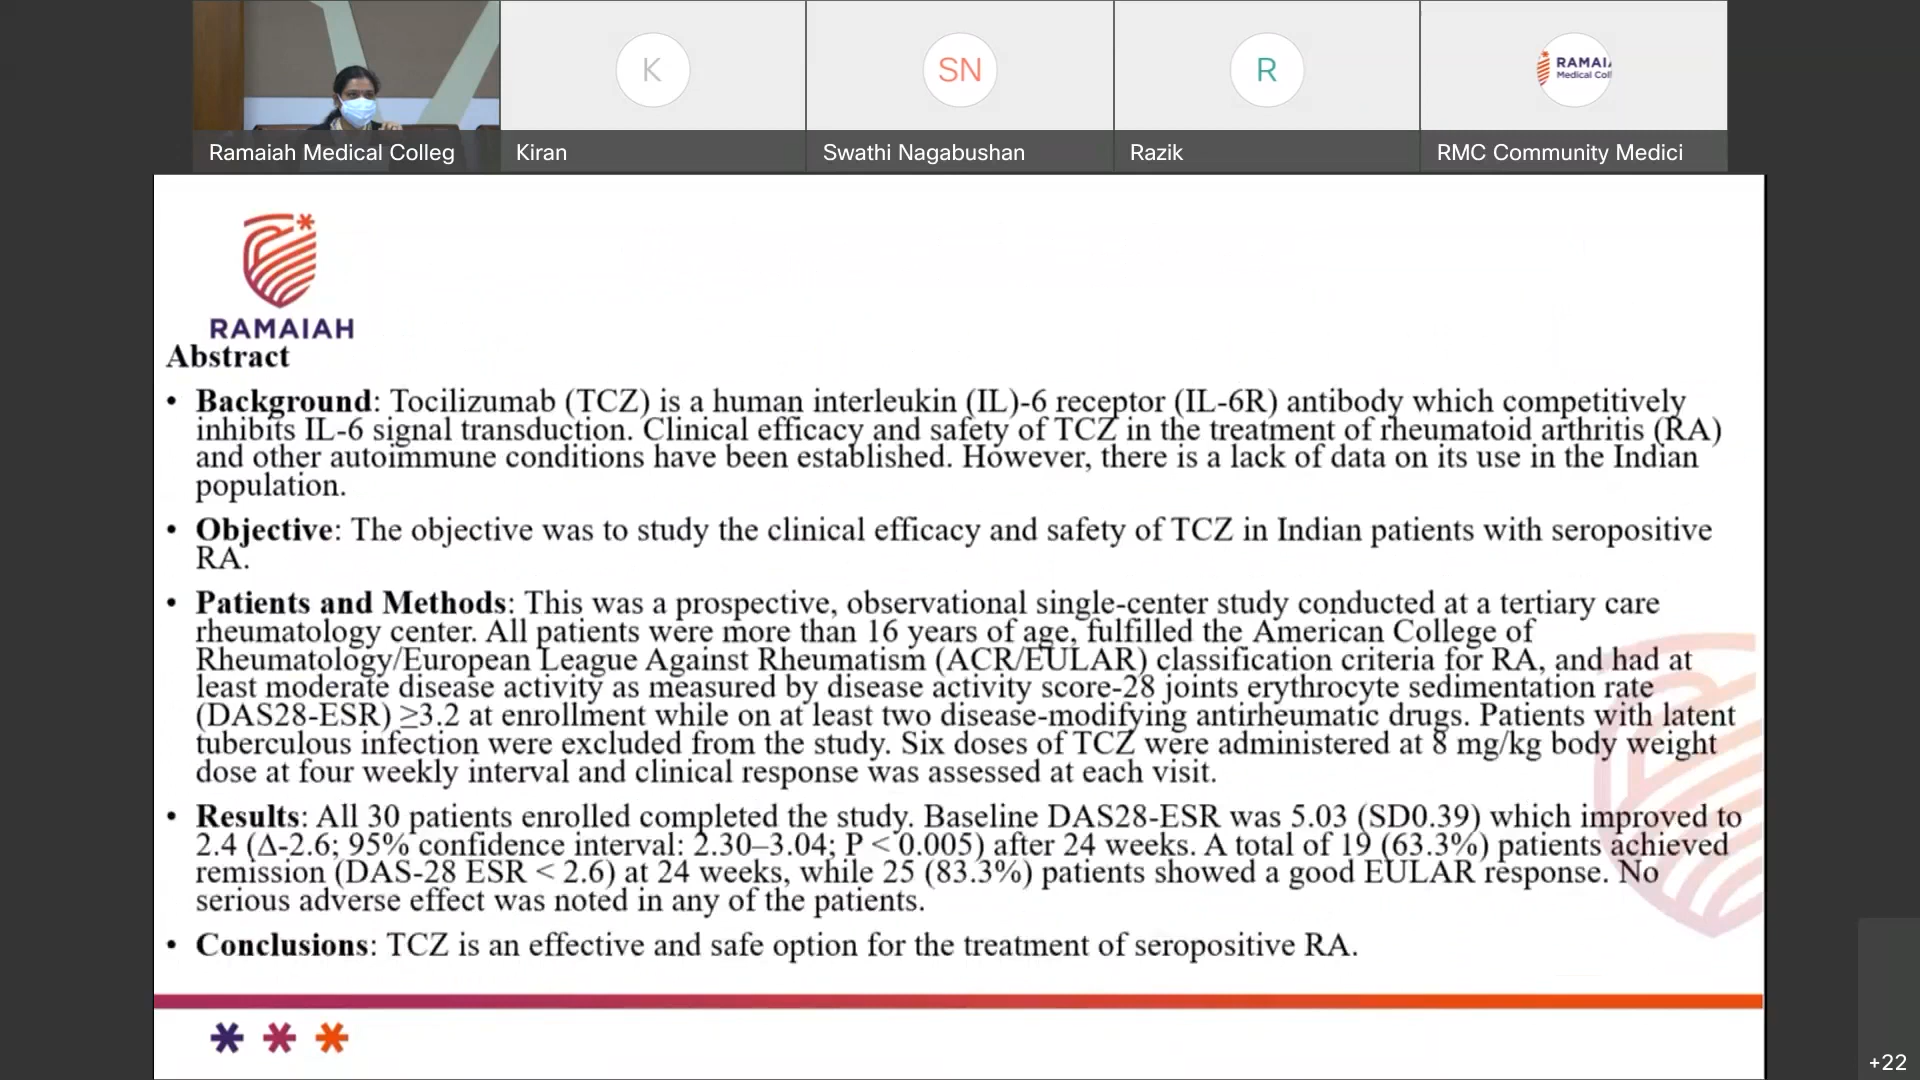 K
SN
R
RAMAIA
Medical Coll
Ramaiah Medical Colleg
Kiran
Swathi Nagabushan
Razik
RMC Community Medici
RAMAIAH
Abstract
• Background: Tocilizumab (TCZ) is a human interleukin (IL)-6 receptor (IL-6R) antibody which competitively
inhibits IL-6 signal transduction. Clinical efficacy and safety of TCZ in the treatment of rheumatoid arthritis (RA)
and other autoimmune conditions have been established. However, there is a lack of data on its use in the Indian
population.
• Objective: The objective was to study the clinical efficacy and safety of TCZ in Indian patients with seropositive
RA.
• Patients and Methods: This was a prospective, observational single-center study conducted at a tertiary care
rheumatology center. All patients were more than 16 years of age, fulfilled the American College of
Rheumatology/European League Against Rheumatism (ACR/EULAR) classification criteria for RA, and had at
least moderate disease activity as measured by disease activity score-28 joints erythrocyte sedimentation rate
(DAS28-ESR) ≥3.2 at enrollment while on at least two disease-modifying antirheumatic drugs. Patients with latent
tuberculous infection were excluded from the study. Six doses of TCZ were administered at 8 mg/kg body weight
dose at four weekly interval and clinical response was assessed at each visit.
• Results: All 30 patients enrolled completed the study. Baseline DAS28-ESR was 5.03 (SD0.39) which improved to
2.4 (Δ-2.6; 95% confidence interval: 2.30–3.04; P < 0.005) after 24 weeks. A total of 19 (63.3%) patients achieved
remission (DAS-28 ESR < 2.6) at 24 weeks, while 25 (83.3%) patients showed a good EULAR response. No
serious adverse effect was noted in any of the patients.
• Conclusions: TCZ is an effective and safe option for the treatment of seropositive RA.
+22